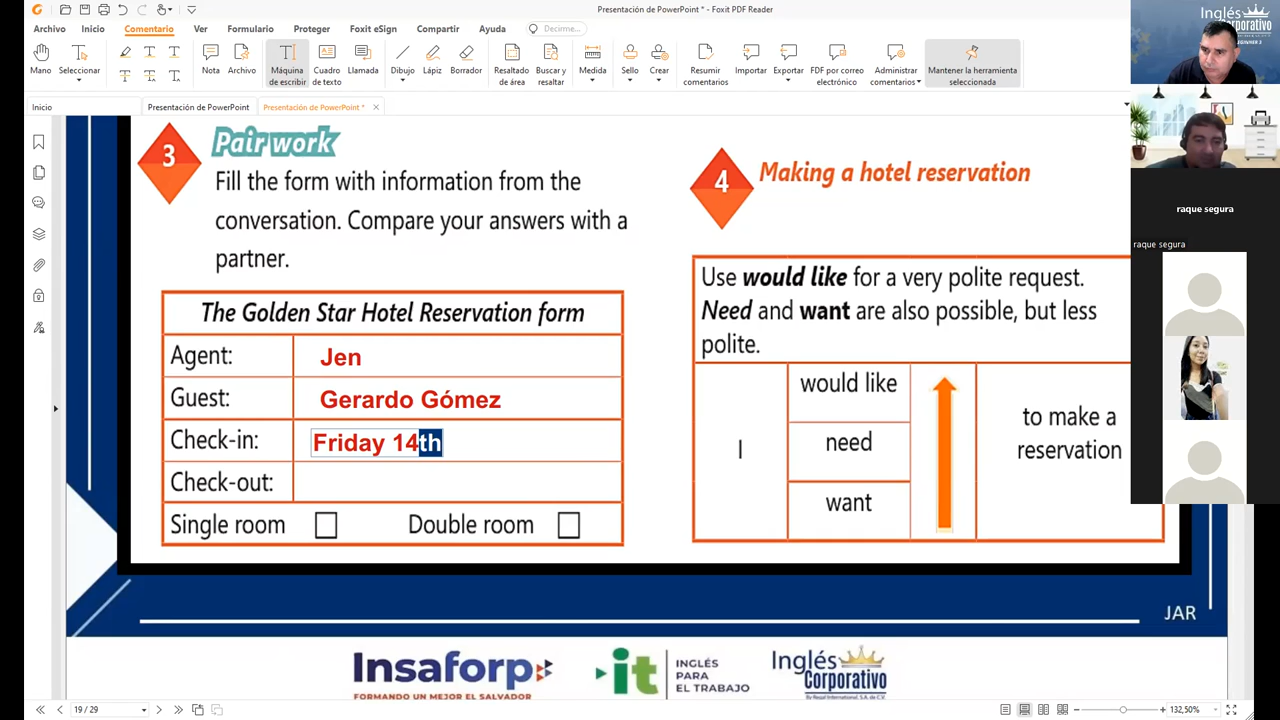 Presentación de PowerPoint * - Foxit PDF Reader
Archivo Inicio Comentario Ver Formulario Proteger Foxit eSign Compartir Ayuda Decirme...
Mano Seleccionar Nota Archivo Máquina de escribir Cuadro de texto Llamada Dibujo Lápiz Borrador Resaltado de área Buscar y resaltar Medida Sello Crear Resumir comentarios Importar Exportar PDF por correo electrónico Administrar comentarios Mantener la herramienta seleccionada
Inicio Presentación de PowerPoint Presentación de PowerPoint *
3 Pair work
Fill the form with information from the
conversation. Compare your answers with a
partner.
The Golden Star Hotel Reservation form
Agent: Jen
Guest: Gerardo Gómez
Check-in: Friday 14th
Check-out:
Single room Double room
4 Making a hotel reservation
Use would like for a very polite request.
Need and want are also possible, but less
polite.
I
would like
need
want
to make a
reservation
JAR
Insaforp
FORMANDO UN MEJOR EL SALVADOR
it INGLÉS
PARA
EL TRABAJO
Inglés
Corporativo
19 / 29
132,50%
Inglés
Corporativo
raque segura
raque segura